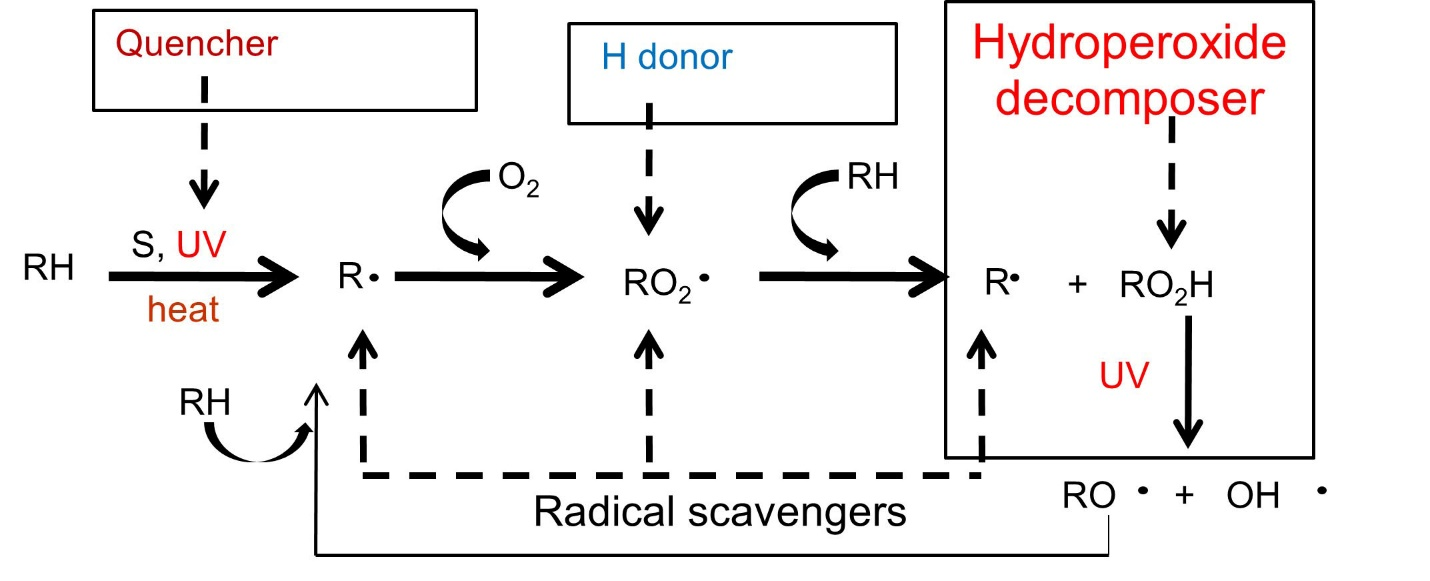 Quencher
H donor
Hydroperoxide
decomposer
O₂
RH
RH
S, UV
heat
R•
RO₂•
R• + RO₂H
RH
UV
Radical scavengers
RO • + OH •